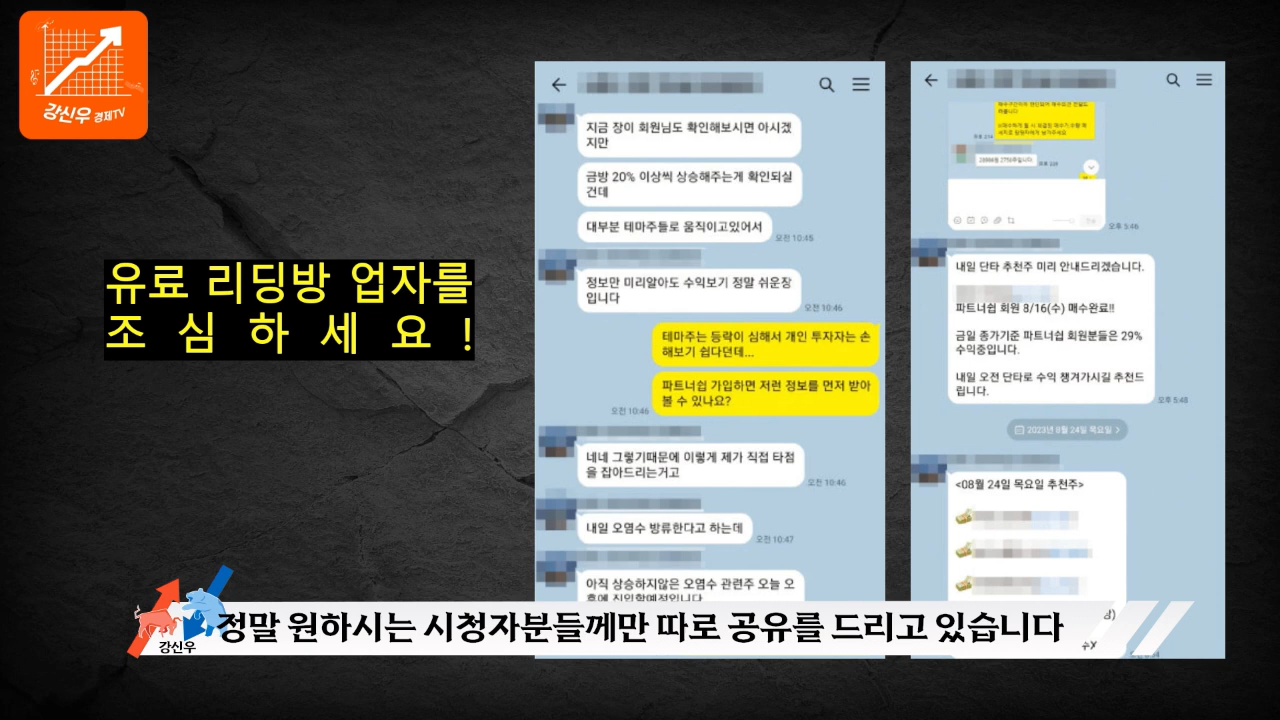 강신우 경제TV
유료 리딩방 업자를
조심하세요!
지금 장이 회원님도 확인해보시면 아시겠
지만
금방 20% 이상씩 상승해주는게 확인되실
건데
대부분 테마주들로 움직이고있어서
오전 10:45
정보만 미리알아도 수익보기 정말 쉬운장
입니다
오전 10:46
테마주는 등락이 심해서 개인 투자자는 손
해보기 쉽다던데...
파트너쉽 가입하면 저런 정보를 먼저 받아
볼 수 있나요?
오전 10:46
네네 그렇기때문에 이렇게 제가 직접 타점
을 잡아드리는거고
오전 10:46
내일 오염수 방류한다고 하는데
오전 10:47
아직 상승하지않은 오염수 관련주 오늘 오
후에 진입할예정입니다
오후 5:46
내일 단타 추천주 미리 안내드리겠습니다.
파트너쉽 회원 8/16(수) 매수완료!!
금일 종가기준 파트너쉽 회원분들은 29%
수익중입니다.
내일 오전 단타로 수익 챙겨가시길 추천드
립니다.
오후 5:48
2023년 8월 24일 목요일
<08월 24일 목요일 추천주>
강신우
정말 원하시는 시청자분들께만 따로 공유를 드리고 있습니다